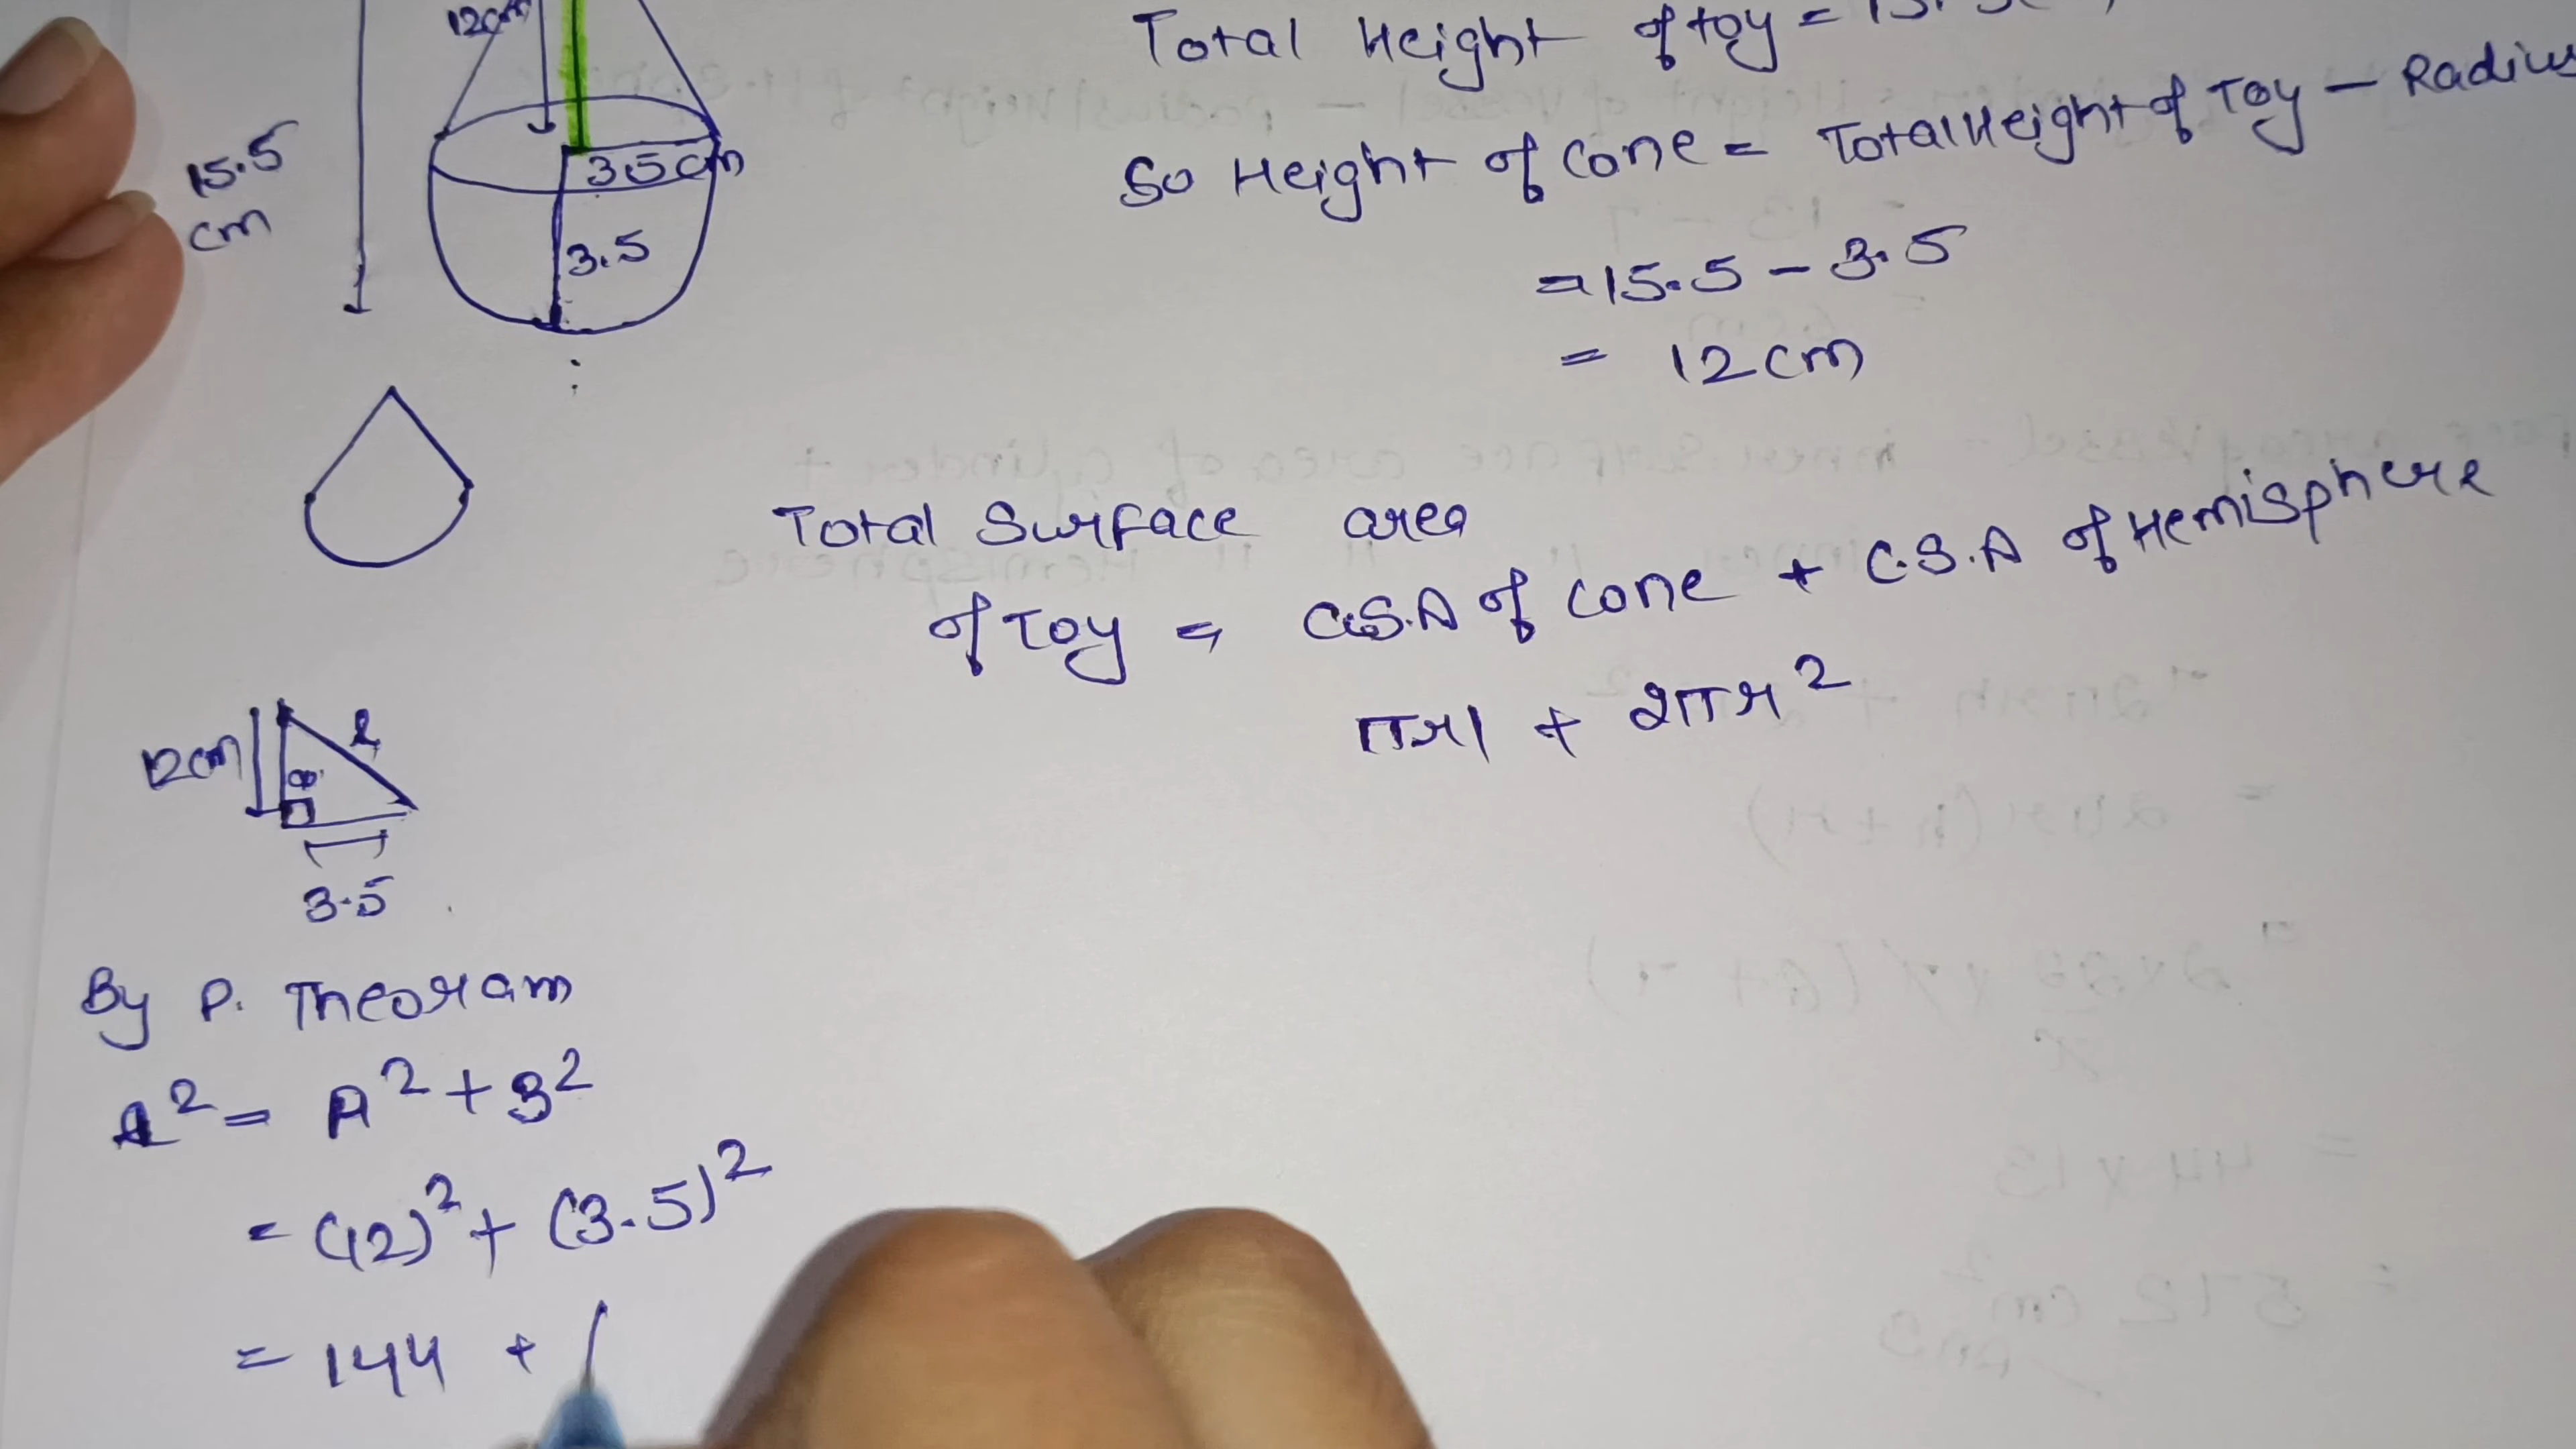 12cm
15.5
cm
3.5cm
3.5
Total Height of toy =
So Height of cone = Total Height of Toy - Radius
= 15.5 - 3.5
= 12 cm
Total Surface area
of Toy = C.S.A of cone + C.S.A of Hemisphere
πrl + 2πr²
12cm
l
3.5
By P. Theoram
= A² + B²
= (12)² + (3.5)²
= 144 + (